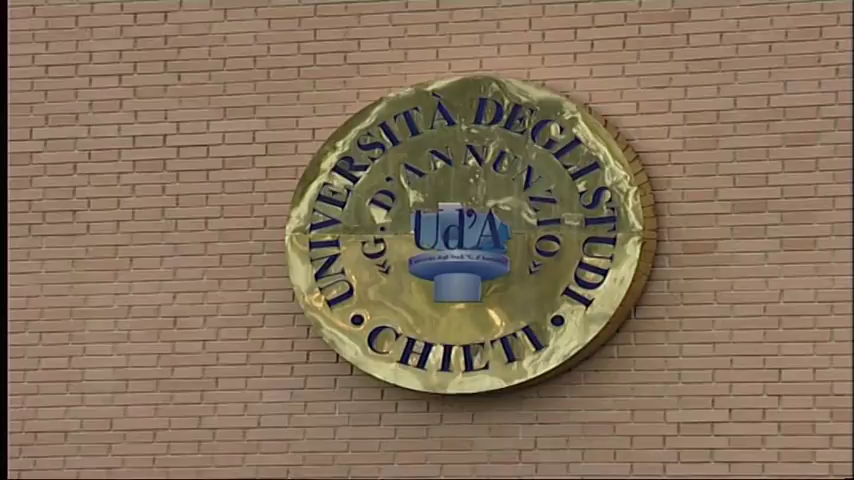 UNIVERSITÀ DEGLI STUDI
«G. D'ANNUNZIO»
Ud'A
• CHIETI •